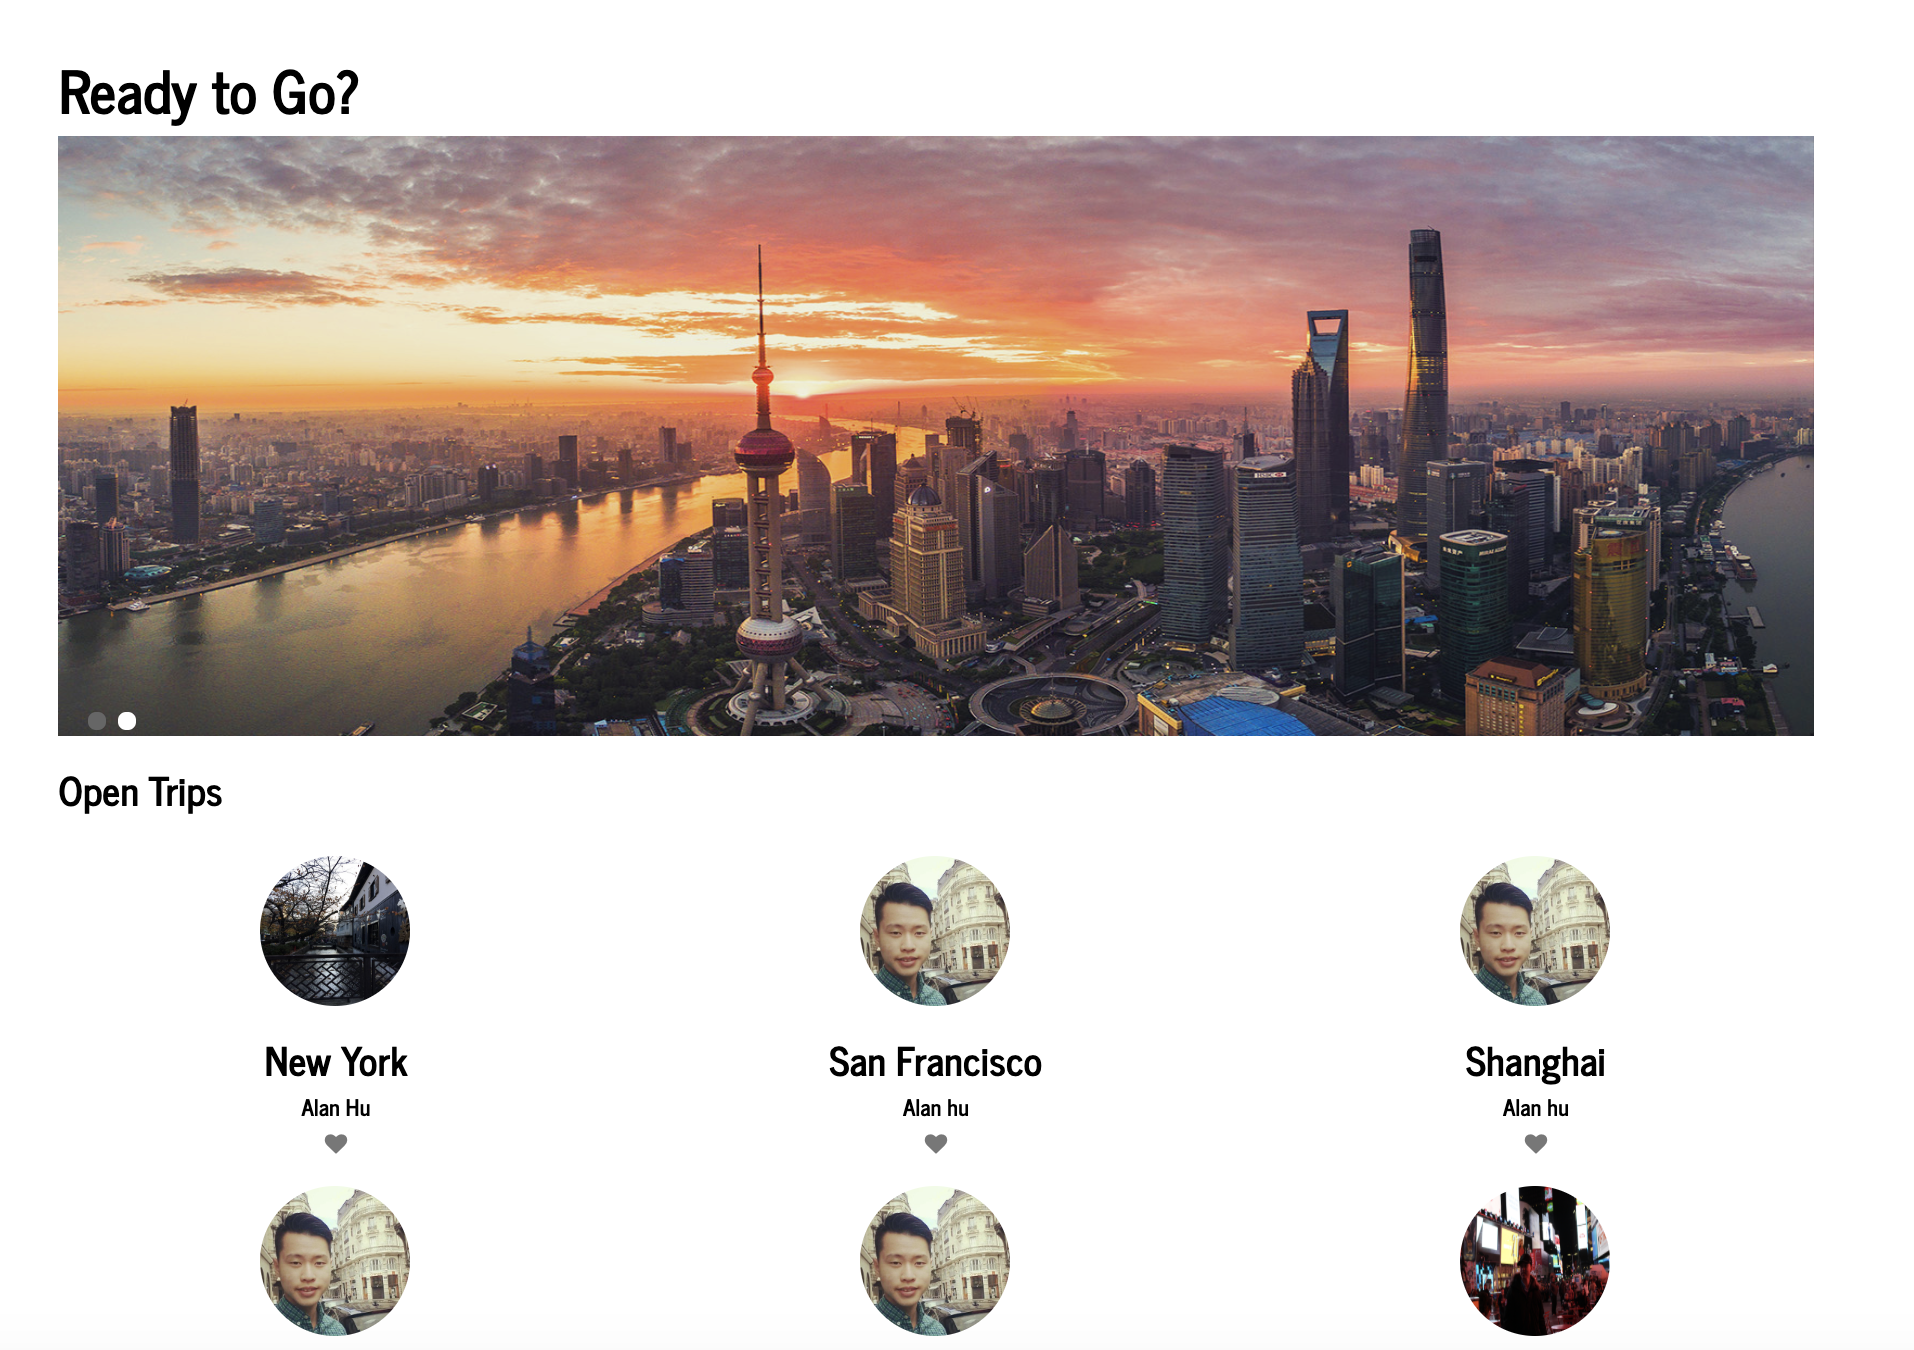 Ready to Go?
Open Trips
New York
San Francisco
Shanghai
Alan Hu
Alan hu
Alan hu